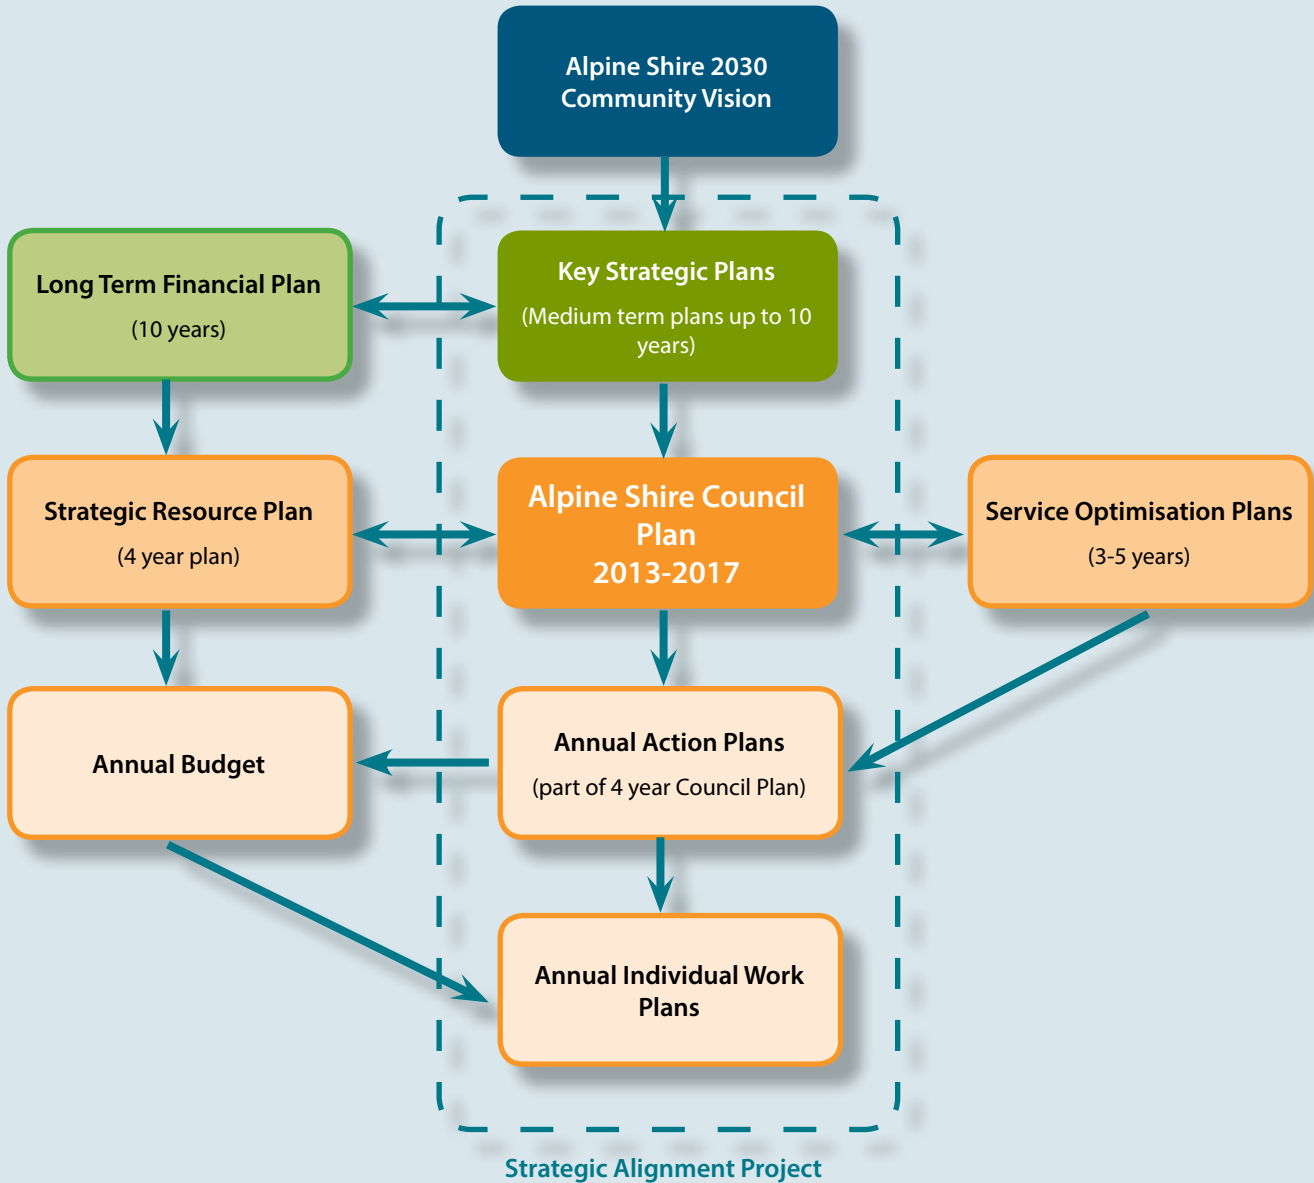 Alpine Shire 2030
Community Vision
Long Term Financial Plan
(10 years)
Key Strategic Plans
(Medium term plans up to 10
years)
Strategic Resource Plan
(4 year plan)
Alpine Shire Council
Plan
2013-2017
Service Optimisation Plans
(3-5 years)
Annual Budget
Annual Action Plans
(part of 4 year Council Plan)
Annual Individual Work
Plans
Strategic Alignment Project